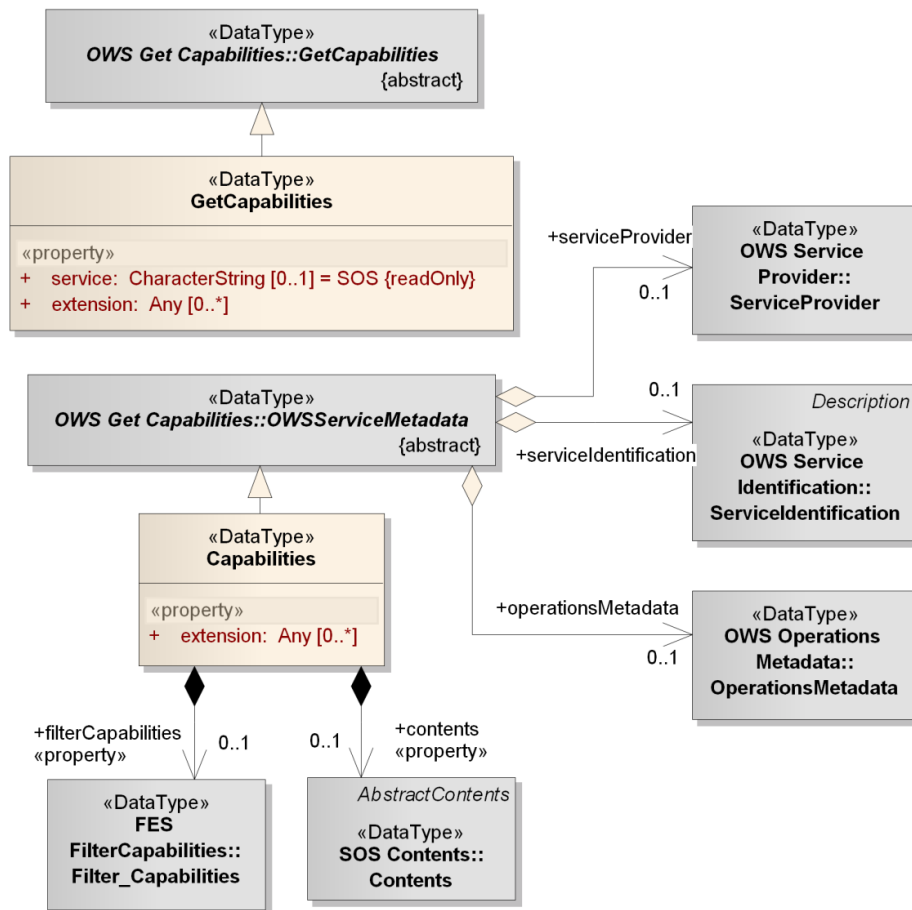 «DataType»
OWS Get Capabilities::GetCapabilities
{abstract}
«DataType»
GetCapabilities
«property»
+ service: CharacterString [0..1] = SOS {readOnly}
+ extension: Any [0..*]
+serviceProvider
0..1
«DataType»
OWS Service
Provider::
ServiceProvider
«DataType»
OWS Get Capabilities::OWSServiceMetadata
{abstract}
0..1
+serviceIdentification
Description
«DataType»
OWS Service
Identification::
ServiceIdentification
«DataType»
Capabilities
«property»
+ extension: Any [0..*]
+operationsMetadata
0..1
«DataType»
OWS Operations
Metadata::
OperationsMetadata
+filterCapabilities
«property»
0..1
0..1
+contents
«property»
«DataType»
FES
FilterCapabilities::
Filter_Capabilities
AbstractContents
«DataType»
SOS Contents::
Contents